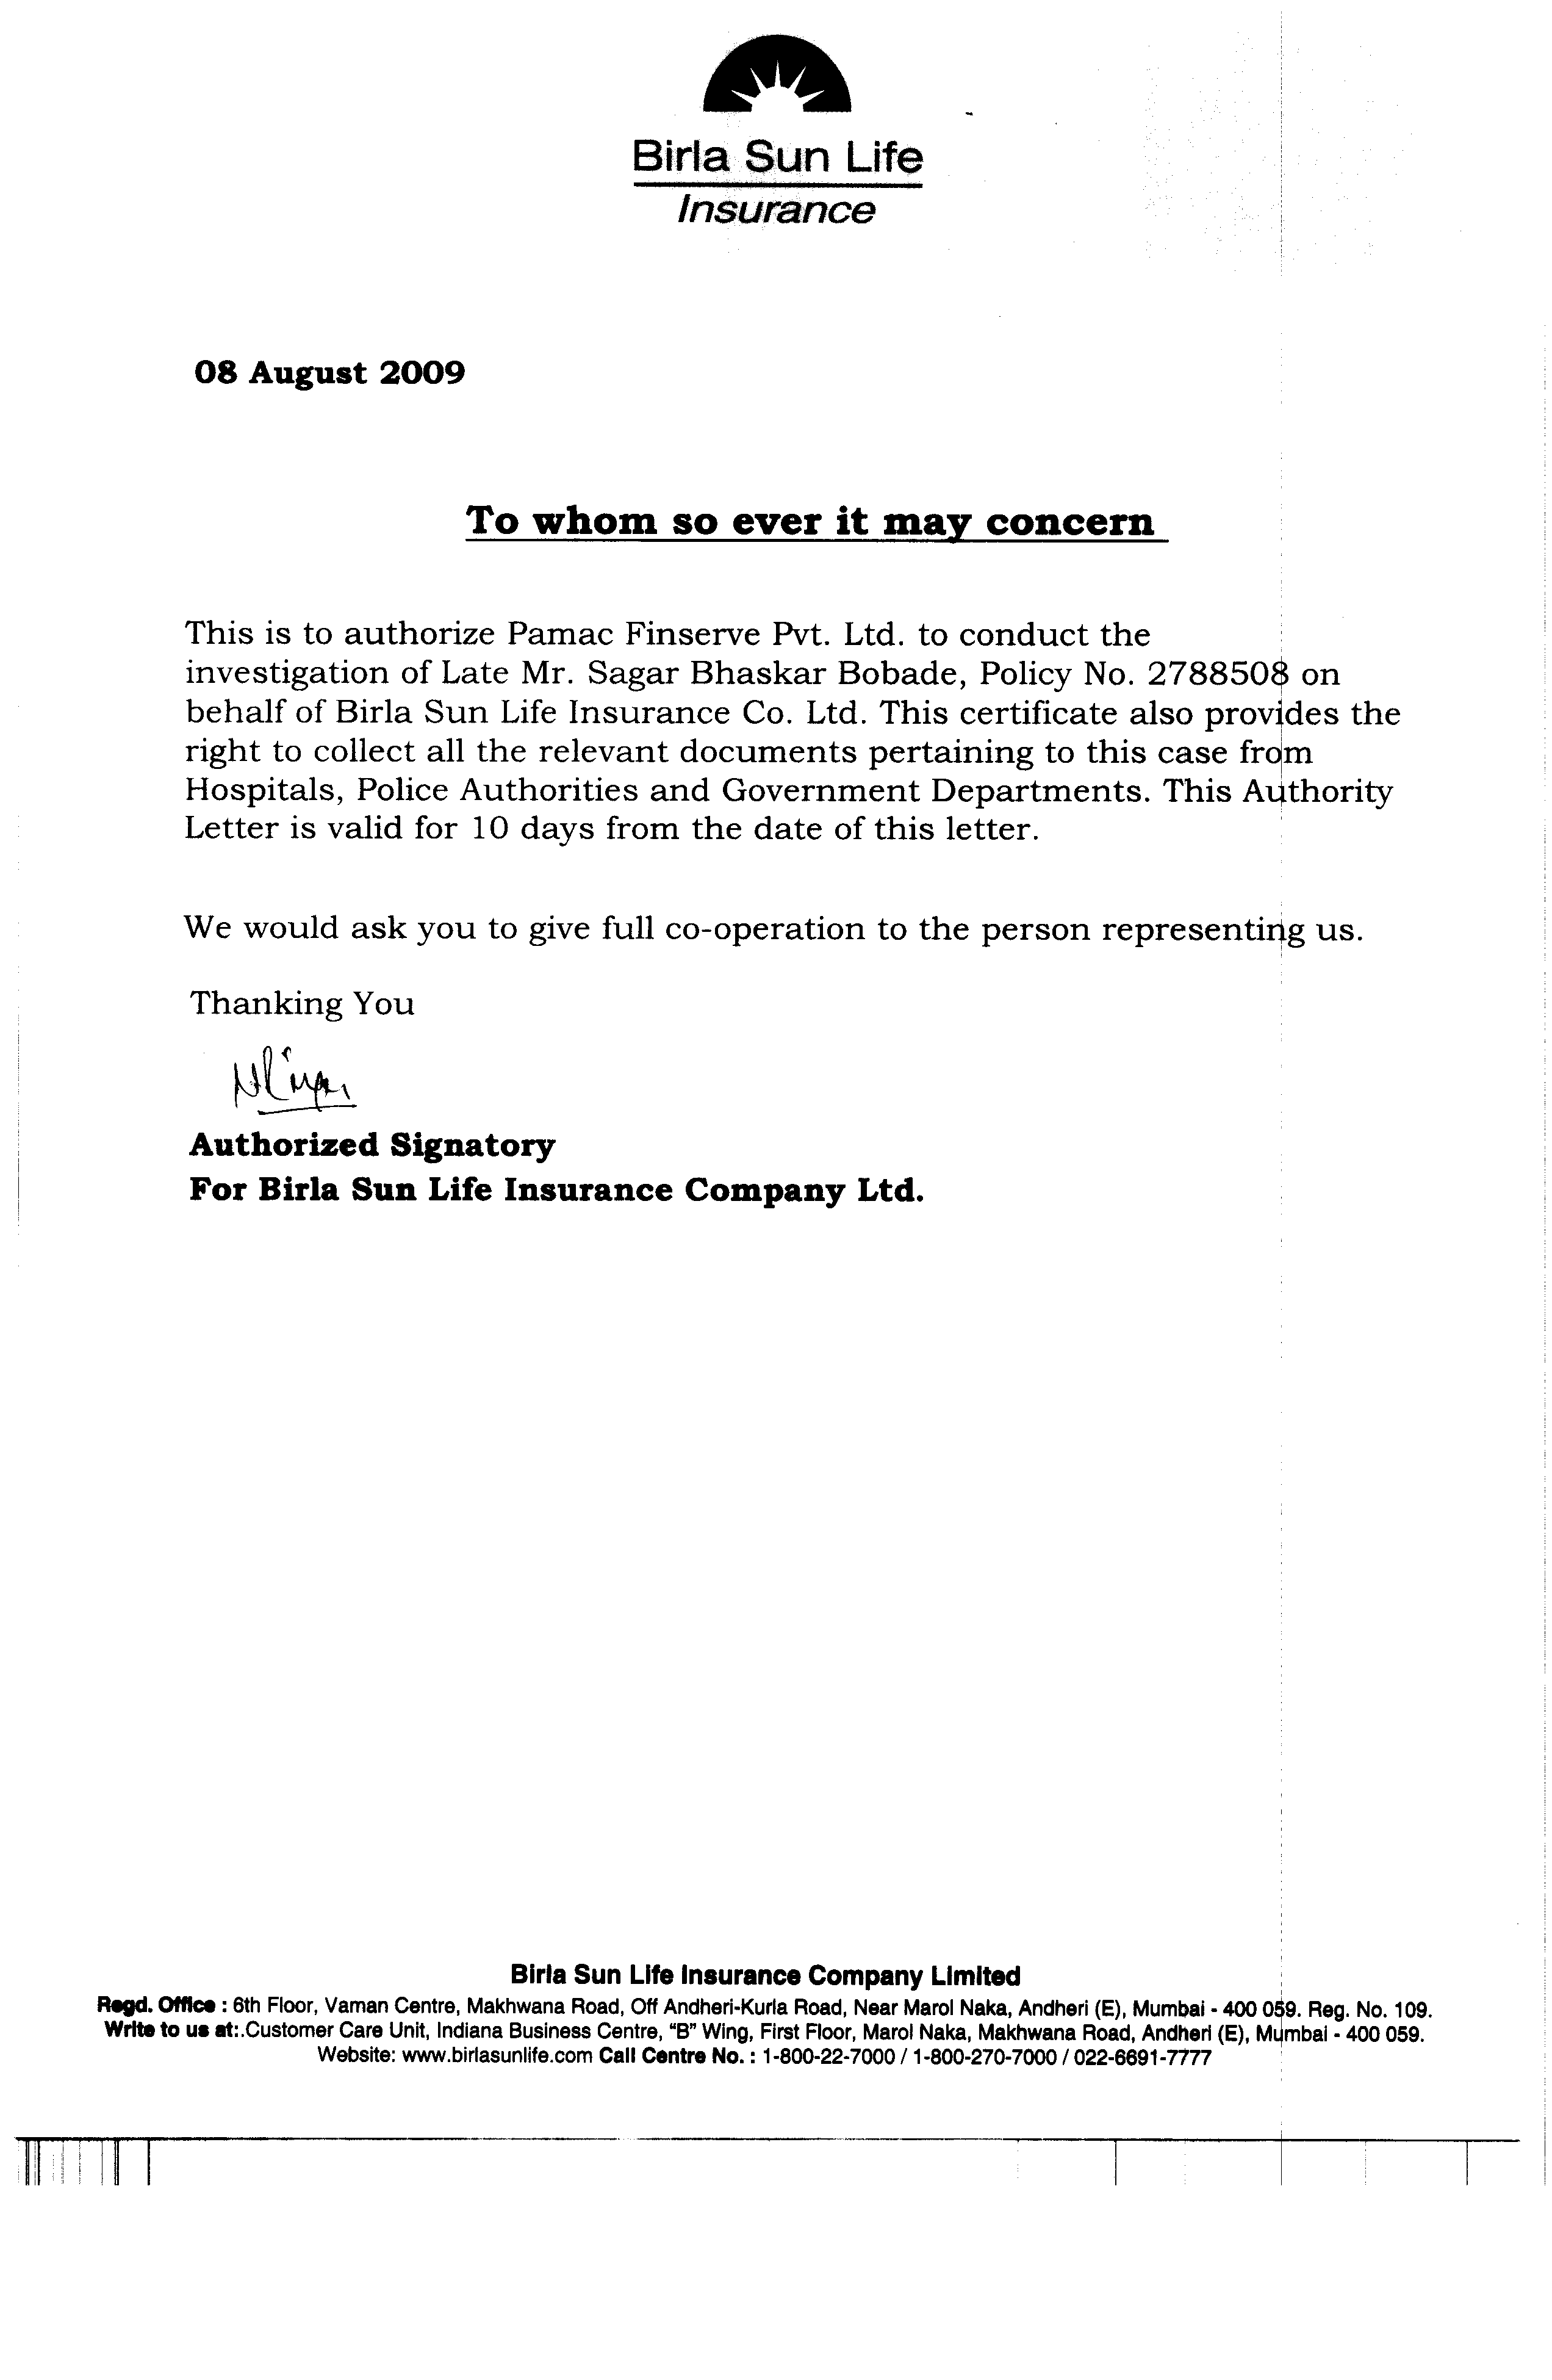 Birla Sun Life
Insurance
08 August 2009
To whom so ever it may concern
This is to authorize Pamac Finserve Pvt. Ltd. to conduct the
investigation of Late Mr. Sagar Bhaskar Bobade, Policy No. 2788508 on
behalf of Birla Sun Life Insurance Co. Ltd. This certificate also provides the
right to collect all the relevant documents pertaining to this case from
Hospitals, Police Authorities and Government Departments. This Authority
Letter is valid for 10 days from the date of this letter.
We would ask you to give full co-operation to the person representing us.
Thanking You
Authorized Signatory
For Birla Sun Life Insurance Company Ltd.
Birla Sun Life Insurance Company Limited
Regd. Office : 6th Floor, Vaman Centre, Makhwana Road, Off Andheri-Kurla Road, Near Marol Naka, Andheri (E), Mumbai - 400 059. Reg. No. 109.
Write to us at:.Customer Care Unit, Indiana Business Centre, "B" Wing, First Floor, Marol Naka, Makhwana Road, Andheri (E), Mumbai - 400 059.
Website: www.birlasunlife.com Call Centre No. : 1-800-22-7000 / 1-800-270-7000 / 022-6691-7777